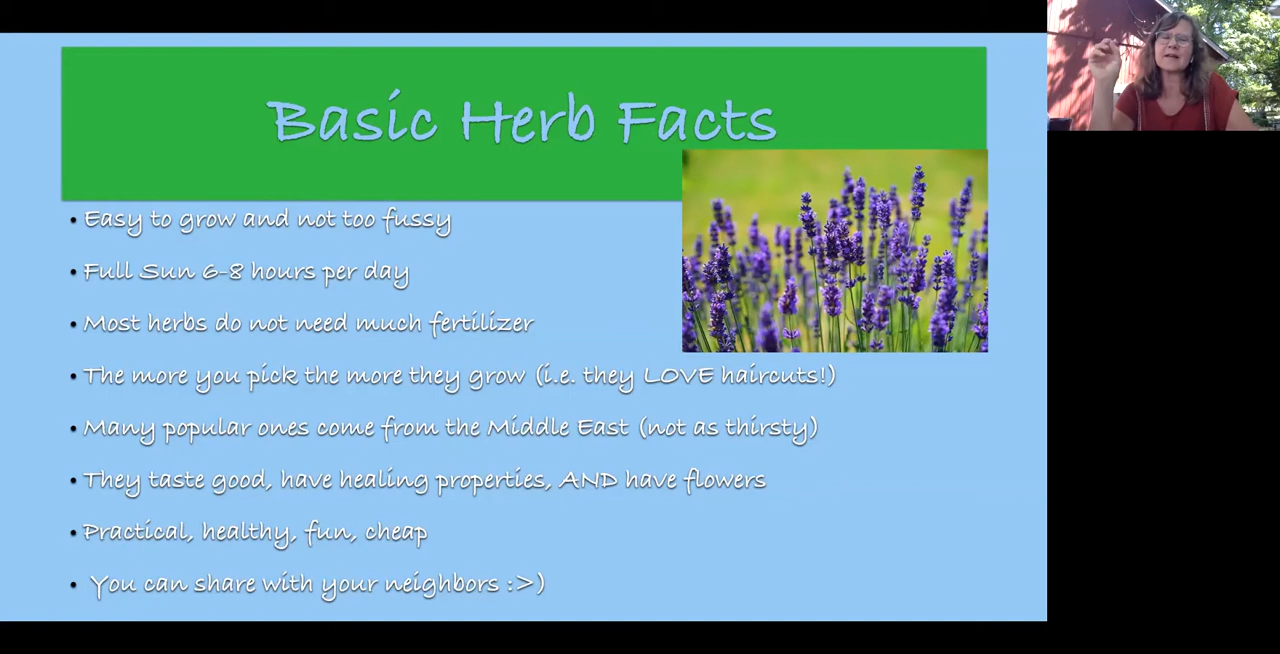 Basic Herb Facts
• Easy to grow and not too fussy
• Full Sun 6-8 hours per day
• Most herbs do not need much fertilizer
• The more you pick the more they grow (i.e. they LOVE haircuts!)
• Many popular ones come from the Middle East (not as thirsty)
• They taste good, have healing properties, AND have flowers
• Practical, healthy, fun, cheap
• You can share with your neighbors :>)